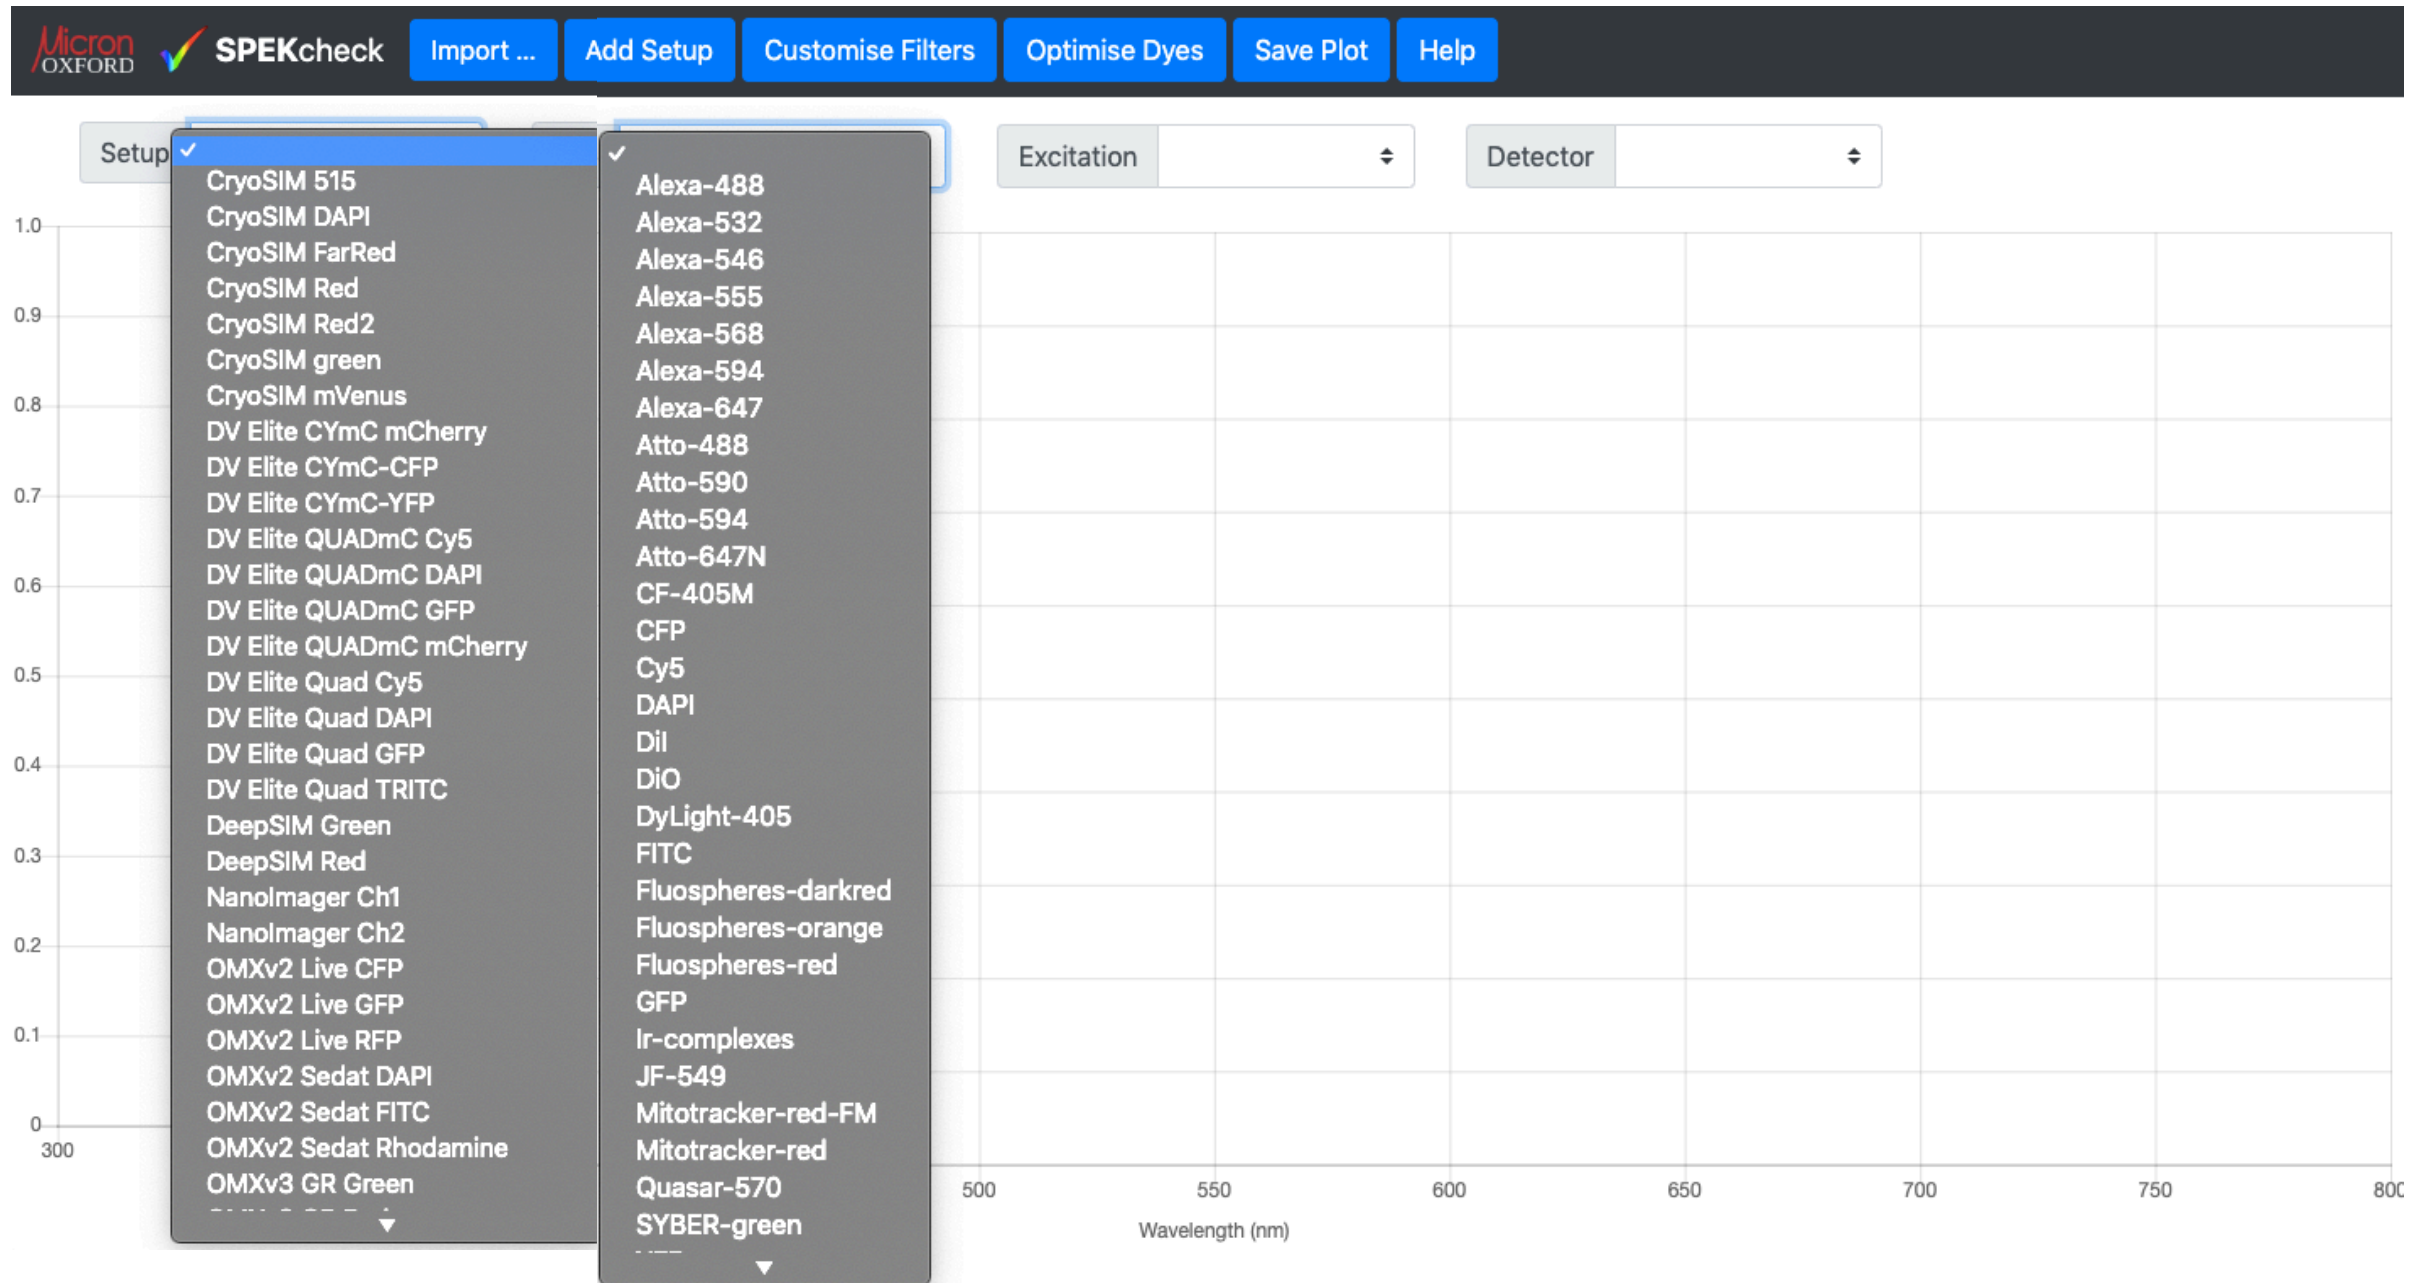 Micron OXFORD SPEKcheck Import ... Add Setup Customise Filters Optimise Dyes Save Plot Help
Setup
Excitation
Detector
CryoSIM 515
CryoSIM DAPI
CryoSIM FarRed
CryoSIM Red
CryoSIM Red2
CryoSIM green
CryoSIM mVenus
DV Elite CYmC mCherry
DV Elite CYmC-CFP
DV Elite CYmC-YFP
DV Elite QUADmC Cy5
DV Elite QUADmC DAPI
DV Elite QUADmC GFP
DV Elite QUADmC mCherry
DV Elite Quad Cy5
DV Elite Quad DAPI
DV Elite Quad GFP
DV Elite Quad TRITC
DeepSIM Green
DeepSIM Red
NanoImager Ch1
NanoImager Ch2
OMXv2 Live CFP
OMXv2 Live GFP
OMXv2 Live RFP
OMXv2 Sedat DAPI
OMXv2 Sedat FITC
OMXv2 Sedat Rhodamine
OMXv3 GR Green
Alexa-488
Alexa-532
Alexa-546
Alexa-555
Alexa-568
Alexa-594
Alexa-647
Atto-488
Atto-590
Atto-594
Atto-647N
CF-405M
CFP
Cy5
DAPI
DiI
DiO
DyLight-405
FITC
Fluospheres-darkred
Fluospheres-orange
Fluospheres-red
GFP
Ir-complexes
JF-549
Mitotracker-red-FM
Mitotracker-red
Quasar-570
SYBER-green
1.0
0.9
0.8
0.7
0.6
0.5
0.4
0.3
0.2
0.1
0
300
500 550 600 650 700 750 800
Wavelength (nm)